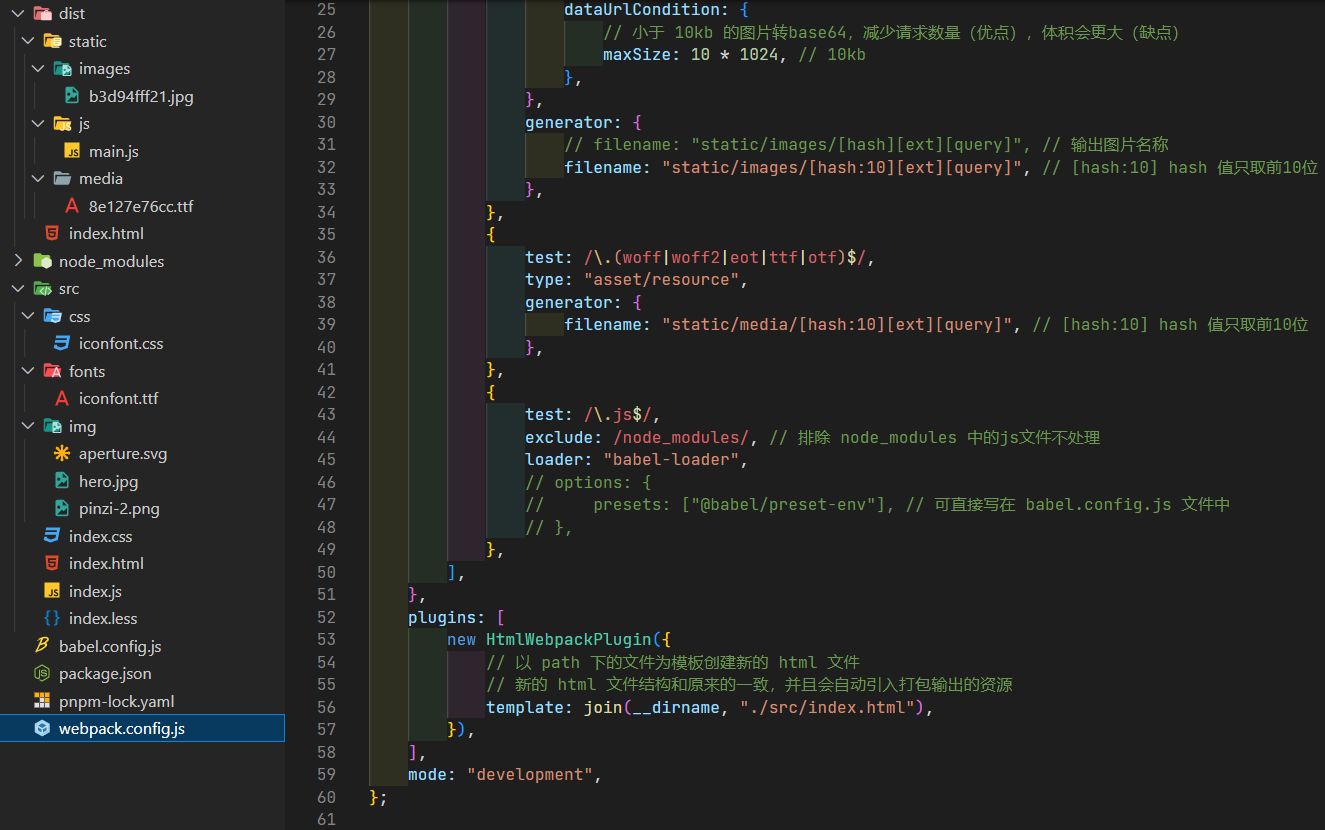 dist
static
images
b3d94fff21.jpg
js
main.js
media
8e127e76cc.ttf
index.html
node_modules
src
css
iconfont.css
fonts
iconfont.ttf
img
aperture.svg
hero.jpg
pinzi-2.png
index.css
index.html
index.js
index.less
babel.config.js
package.json
pnpm-lock.yaml
webpack.config.js
25 dataUrlCondition: {
26 // 小于 10kb 的图片转base64，减少请求数量（优点），体积会更大（缺点）
27 maxSize: 10 * 1024, // 10kb
28 },
29 },
30 generator: {
31 // filename: "static/images/[hash][ext][query]", // 输出图片名称
32 filename: "static/images/[hash:10][ext][query]", // [hash:10] hash 值只取前10位
33 },
34 },
35 {
36 test: /\.(woff|woff2|eot|ttf|otf)$/,
37 type: "asset/resource",
38 generator: {
39 filename: "static/media/[hash:10][ext][query]", // [hash:10] hash 值只取前10位
40 },
41 },
42 {
43 test: /\.js$/,
44 exclude: /node_modules/, // 排除 node_modules 中的js文件不处理
45 loader: "babel-loader",
46 // options: {
47 //     presets: ["@babel/preset-env"], // 可直接写在 babel.config.js 文件中
48 // },
49 },
50 ],
51 },
52 plugins: [
53 new HtmlWebpackPlugin({
54 // 以 path 下的文件为模板创建新的 html 文件
55 // 新的 html 文件结构和原来的一致，并且会自动引入打包输出的资源
56 template: join(__dirname, "./src/index.html"),
57 }),
58 ],
59 mode: "development",
60 };
61